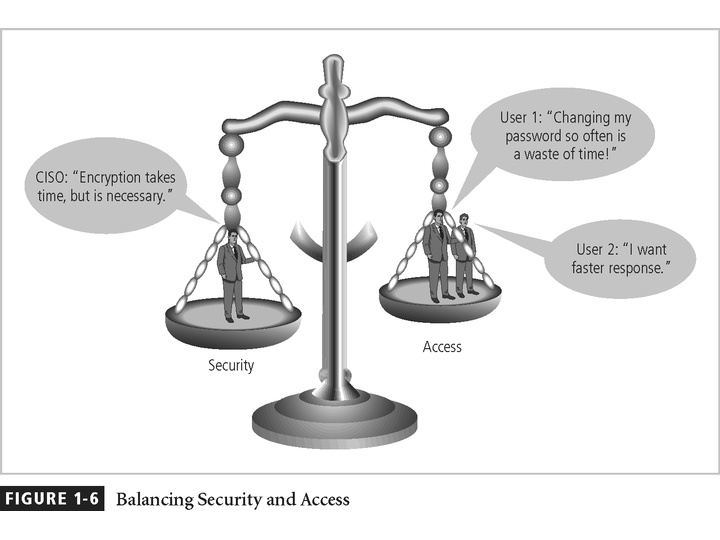 CISO: “Encryption takes
time, but is necessary.”
User 1: “Changing my
password so often is
a waste of time!”
User 2: “I want
faster response.”
Security
Access
FIGURE 1-6 Balancing Security and Access